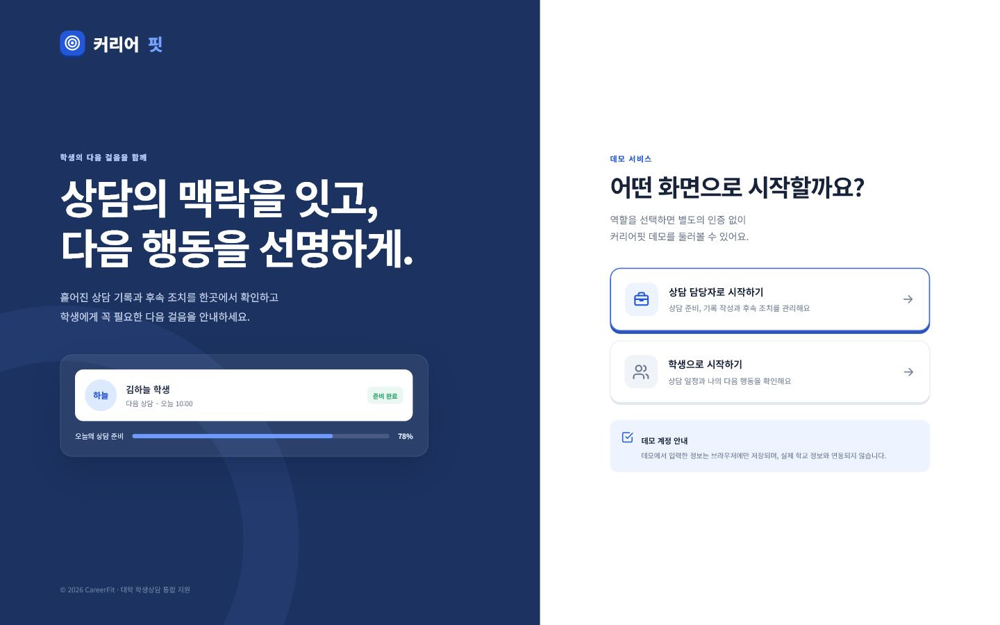 커리어 핏
학생의 다음 걸음을 함께
상담의 맥락을 잇고,
다음 행동을 선명하게.
흩어진 상담 기록과 후속 조치를 한곳에서 확인하고
학생에게 꼭 필요한 다음 걸음을 안내하세요.
하늘
김하늘 학생
다음 상담 · 오늘 10:00
준비 완료
오늘의 상담 준비
78%
© 2026 CareerFit · 대학 학생상담 통합 지원
데모 서비스
어떤 화면으로 시작할까요?
역할을 선택하면 별도의 인증 없이
커리어핏 데모를 둘러볼 수 있어요.
상담 담당자로 시작하기
상담 준비, 기록 작성과 후속 조치를 관리해요
학생으로 시작하기
상담 일정과 나의 다음 행동을 확인해요
데모 계정 안내
데모에서 입력한 정보는 브라우저에만 저장되며, 실제 학교 정보와 연동되지 않습니다.